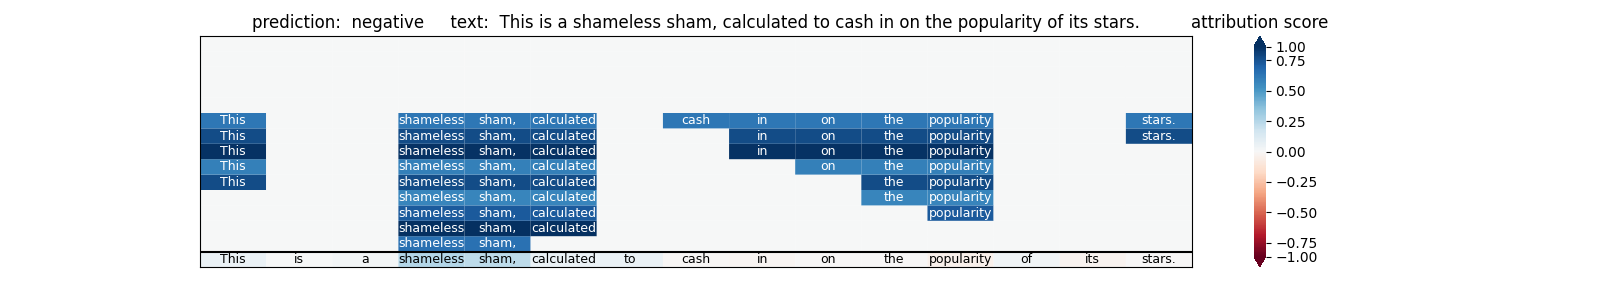 prediction:  negative     text:  This is a shameless sham, calculated to cash in on the popularity of its stars.     attribution score
This shameless sham, calculated cash in on the popularity stars.
This shameless sham, calculated in on the popularity stars.
This shameless sham, calculated in on the popularity
This shameless sham, calculated on the popularity
This shameless sham, calculated the popularity
shameless sham, calculated the popularity
shameless sham, calculated popularity
shameless sham, calculated
shameless sham,
This is a shameless sham, calculated to cash in on the popularity of its stars.
1.00
0.75
0.50
0.25
0.00
−0.25
−0.50
−0.75
−1.00